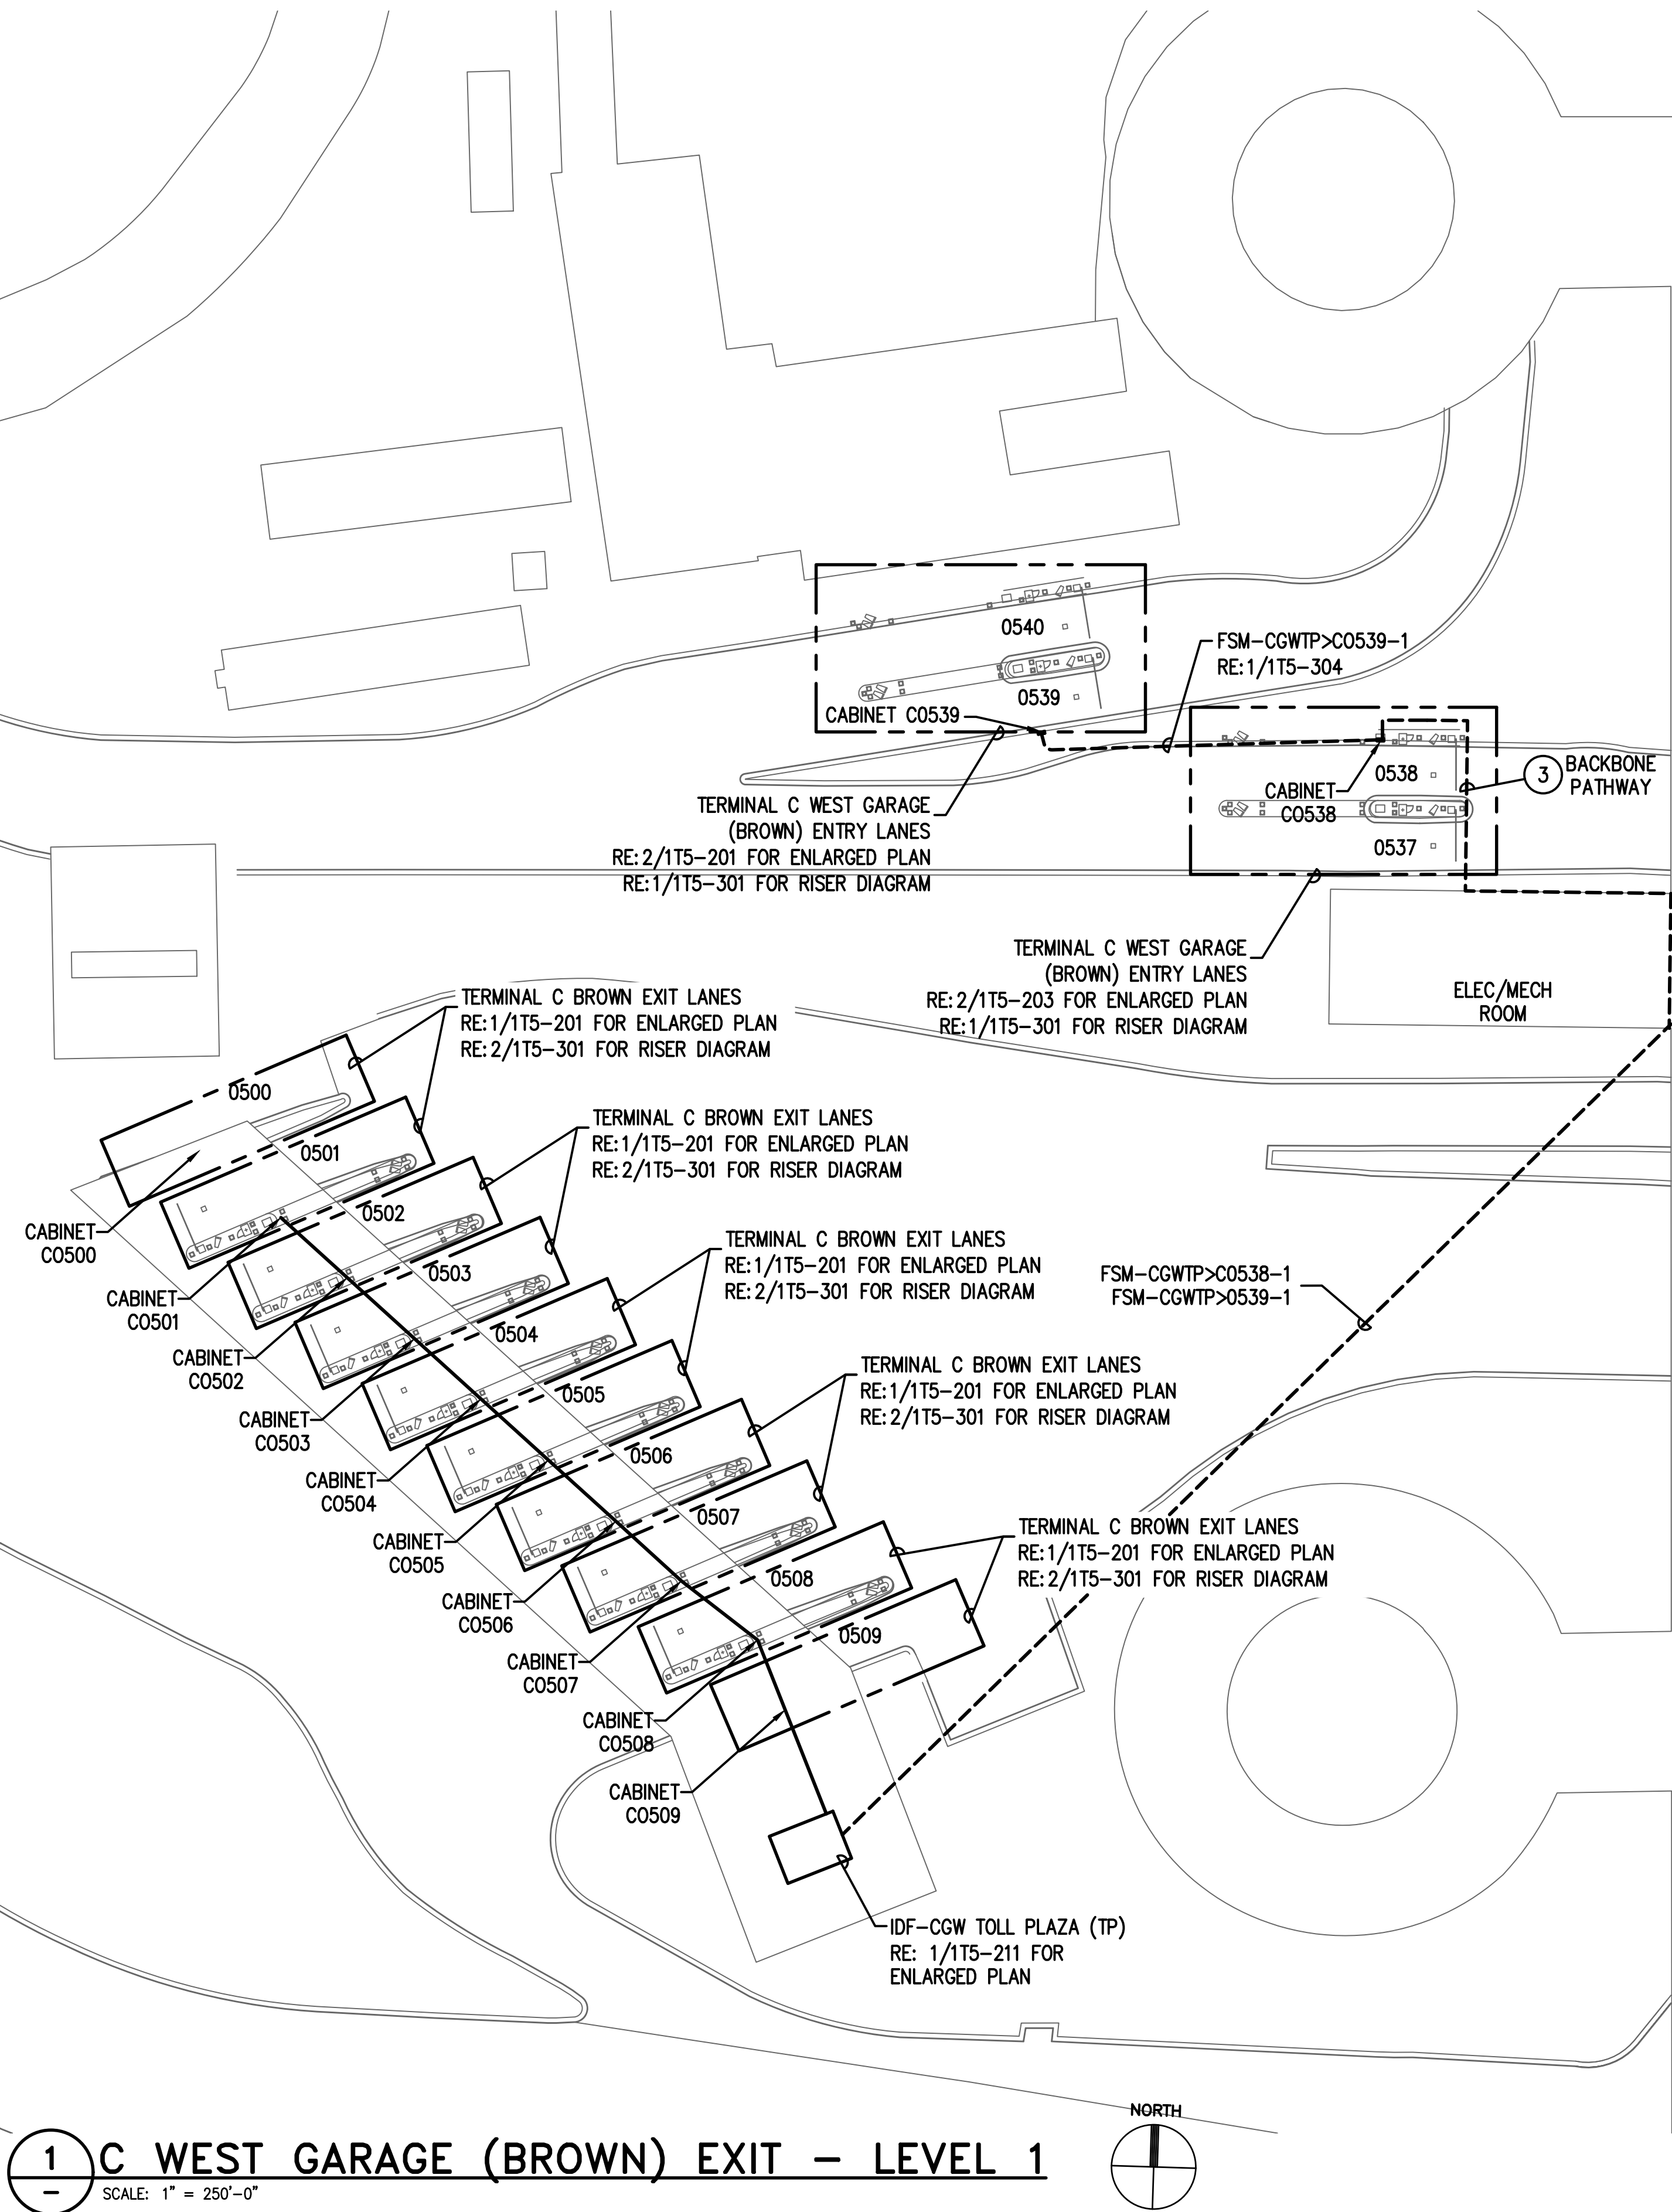 0540
FSM-CGWTP>C0539-1
RE:1/1T5-304
0539
CABINET C0539
0538
3
BACKBONE
PATHWAY
CABINET
C0538
0537
TERMINAL C WEST GARAGE
(BROWN) ENTRY LANES
RE:2/1T5-201 FOR ENLARGED PLAN
RE:1/1T5-301 FOR RISER DIAGRAM
TERMINAL C WEST GARAGE
(BROWN) ENTRY LANES
RE:2/1T5-203 FOR ENLARGED PLAN
RE:1/1T5-301 FOR RISER DIAGRAM
ELEC/MECH
ROOM
TERMINAL C BROWN EXIT LANES
RE:1/1T5-201 FOR ENLARGED PLAN
RE:2/1T5-301 FOR RISER DIAGRAM
0500
TERMINAL C BROWN EXIT LANES
RE:1/1T5-201 FOR ENLARGED PLAN
RE:2/1T5-301 FOR RISER DIAGRAM
0501
0502
CABINET
C0500
TERMINAL C BROWN EXIT LANES
RE:1/1T5-201 FOR ENLARGED PLAN
RE:2/1T5-301 FOR RISER DIAGRAM
0503
FSM-CGWTP>C0538-1
FSM-CGWTP>0539-1
CABINET
C0501
0504
CABINET
C0502
TERMINAL C BROWN EXIT LANES
RE:1/1T5-201 FOR ENLARGED PLAN
RE:2/1T5-301 FOR RISER DIAGRAM
0505
CABINET
C0503
0506
CABINET
C0504
0507
TERMINAL C BROWN EXIT LANES
RE:1/1T5-201 FOR ENLARGED PLAN
RE:2/1T5-301 FOR RISER DIAGRAM
CABINET
C0505
0508
CABINET
C0506
0509
CABINET
C0507
CABINET
C0508
CABINET
C0509
IDF-CGW TOLL PLAZA (TP)
RE: 1/1T5-211 FOR
ENLARGED PLAN
NORTH
1
-
C WEST GARAGE (BROWN) EXIT - LEVEL 1
SCALE: 1" = 250'-0"